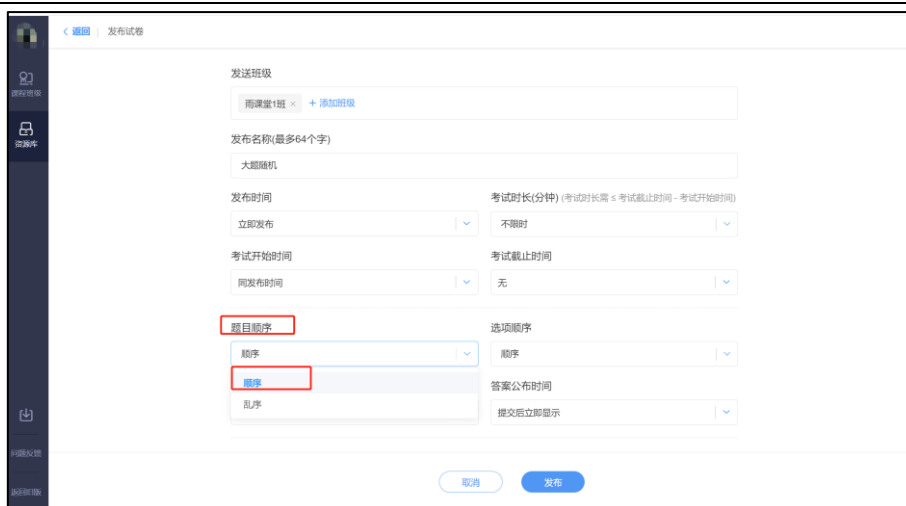 返回 | 发布试卷
课程班级
资源库
发送班级
雨课堂1班 × + 添加班级
发布名称(最多64个字)
大题随机
发布时间
考试时长(分钟) (考试时长需 ≤ 考试截止时间 - 考试开始时间)
立即发布
不限时
考试开始时间
考试截止时间
同发布时间
无
题目顺序
选项顺序
顺序
顺序
顺序
乱序
答案公布时间
提交后立即显示
问题反馈
返回旧版
取消
发布